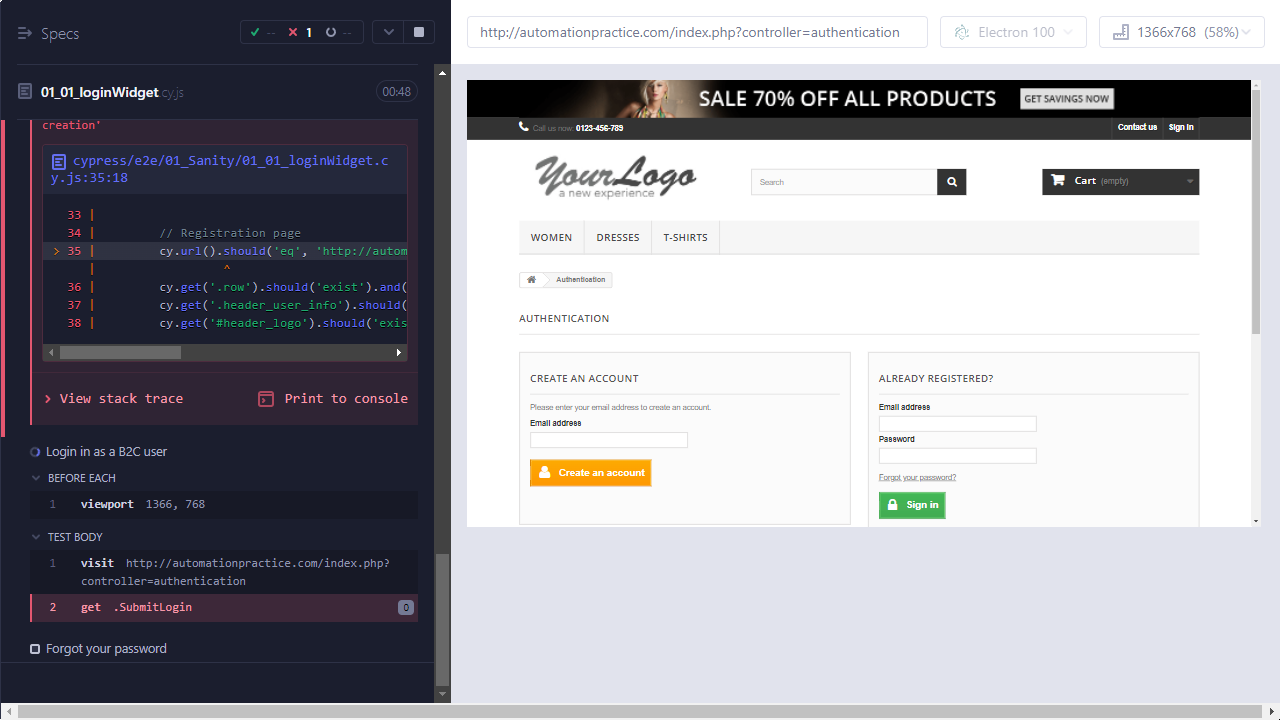 Specs
-- 1 --
01_01_loginWidget.cy.js 00:48
creation'
cypress/e2e/01_Sanity/01_01_loginWidget.c
y.js:35:18
33 |
34 | // Registration page
> 35 | cy.url().should('eq', 'http://autom
| ^
36 | cy.get('.row').should('exist').and(
37 | cy.get('.header_user_info').should(
38 | cy.get('#header_logo').should('exis
View stack trace
Print to console
Login in as a B2C user
BEFORE EACH
1 viewport 1366, 768
TEST BODY
1 visit http://automationpractice.com/index.php?
controller=authentication
2 get .SubmitLogin 0
Forgot your password
http://automationpractice.com/index.php?controller=authentication
Electron 100
1366x768 (58%)
SALE 70% OFF ALL PRODUCTS GET SAVINGS NOW
Call us now: 0123-456-789
Contact us Sign in
YourLogo
a new experience
Search
Cart (empty)
WOMEN DRESSES T-SHIRTS
Authentication
AUTHENTICATION
CREATE AN ACCOUNT
Please enter your email address to create an account.
Email address
Create an account
ALREADY REGISTERED?
Email address
Password
Forgot your password?
Sign in